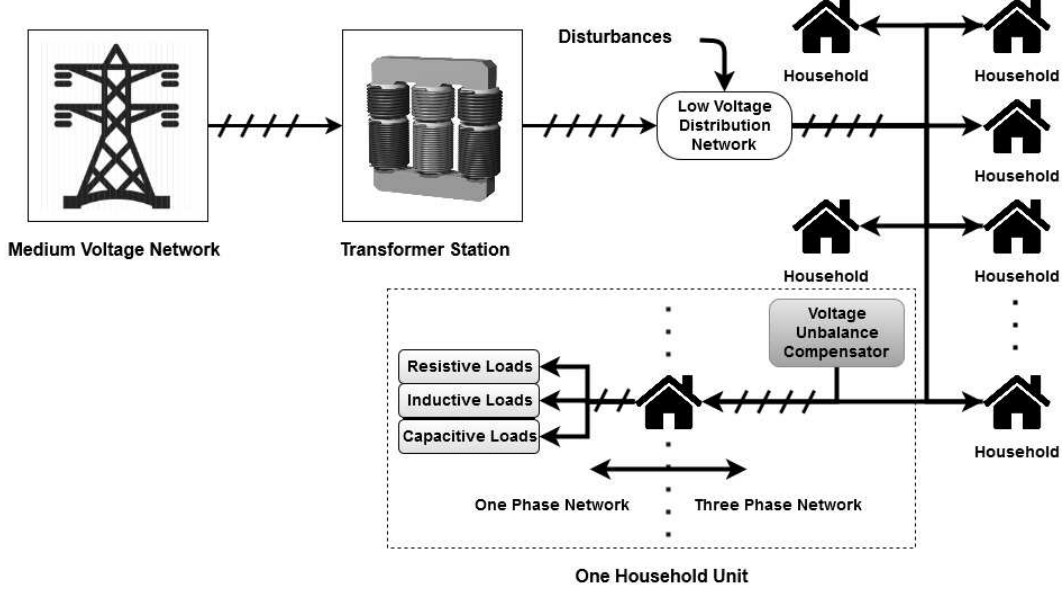 Disturbances
Low Voltage
Distribution
Network
Household
Household
Household
Medium Voltage Network
Transformer Station
Household
Household
Voltage
Unbalance
Compensator
Resistive Loads
Inductive Loads
Capacitive Loads
Household
One Phase Network
Three Phase Network
One Household Unit